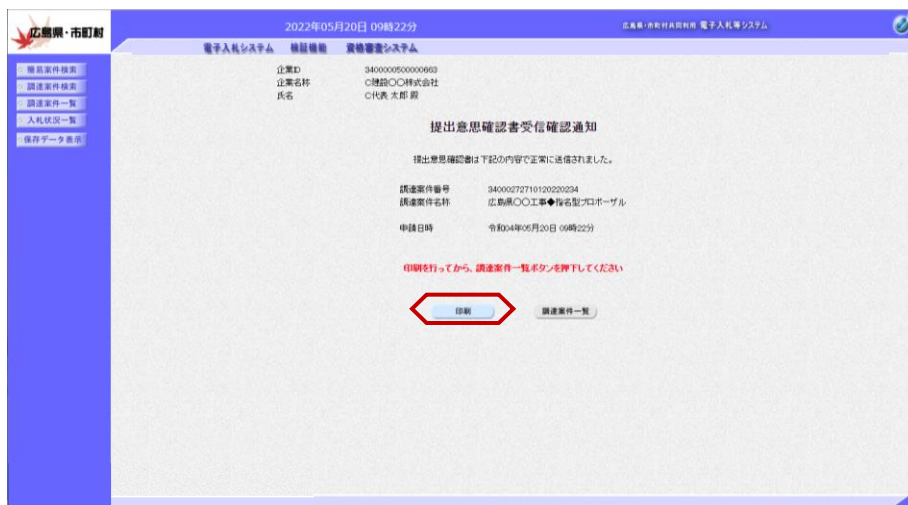 広島県・市町村
2022年05月20日 09時22分
広島県・市町村共同利用 電子入札等システム
電子入札システム 検証機能 資格審査システム
簡易案件検索
調達案件検索
調達案件一覧
入札状況一覧
保存データ表示
企業ID 3400000500000663
企業名称 C建設〇〇株式会社
氏名 C代表 太郎 殿
提出意思確認書受信確認通知
提出意思確認書は下記の内容で正常に送信されました。
調達案件番号 34000272710120220234
調達案件名称 広島県〇〇工事◆指名型プロポーザル
申請日時 令和04年05月20日 09時22分
印刷を行ってから、調達案件一覧ボタンを押下してください
印刷 調達案件一覧